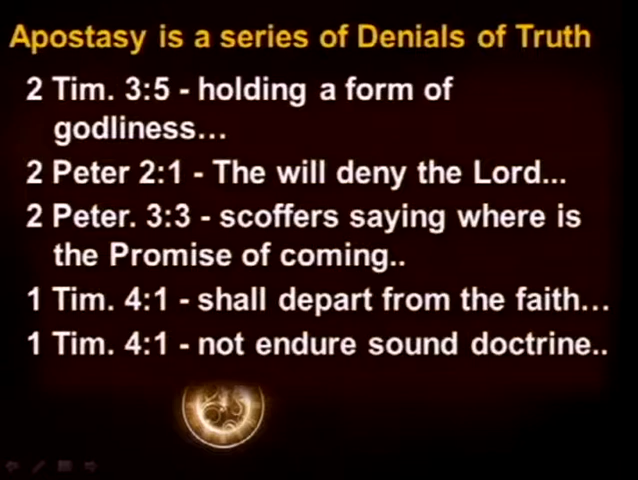 Apostasy is a series of Denials of Truth
2 Tim. 3:5 - holding a form of
godliness...
2 Peter 2:1 - The will deny the Lord...
2 Peter. 3:3 - scoffers saying where is
the Promise of coming..
1 Tim. 4:1 - shall depart from the faith...
1 Tim. 4:1 - not endure sound doctrine..